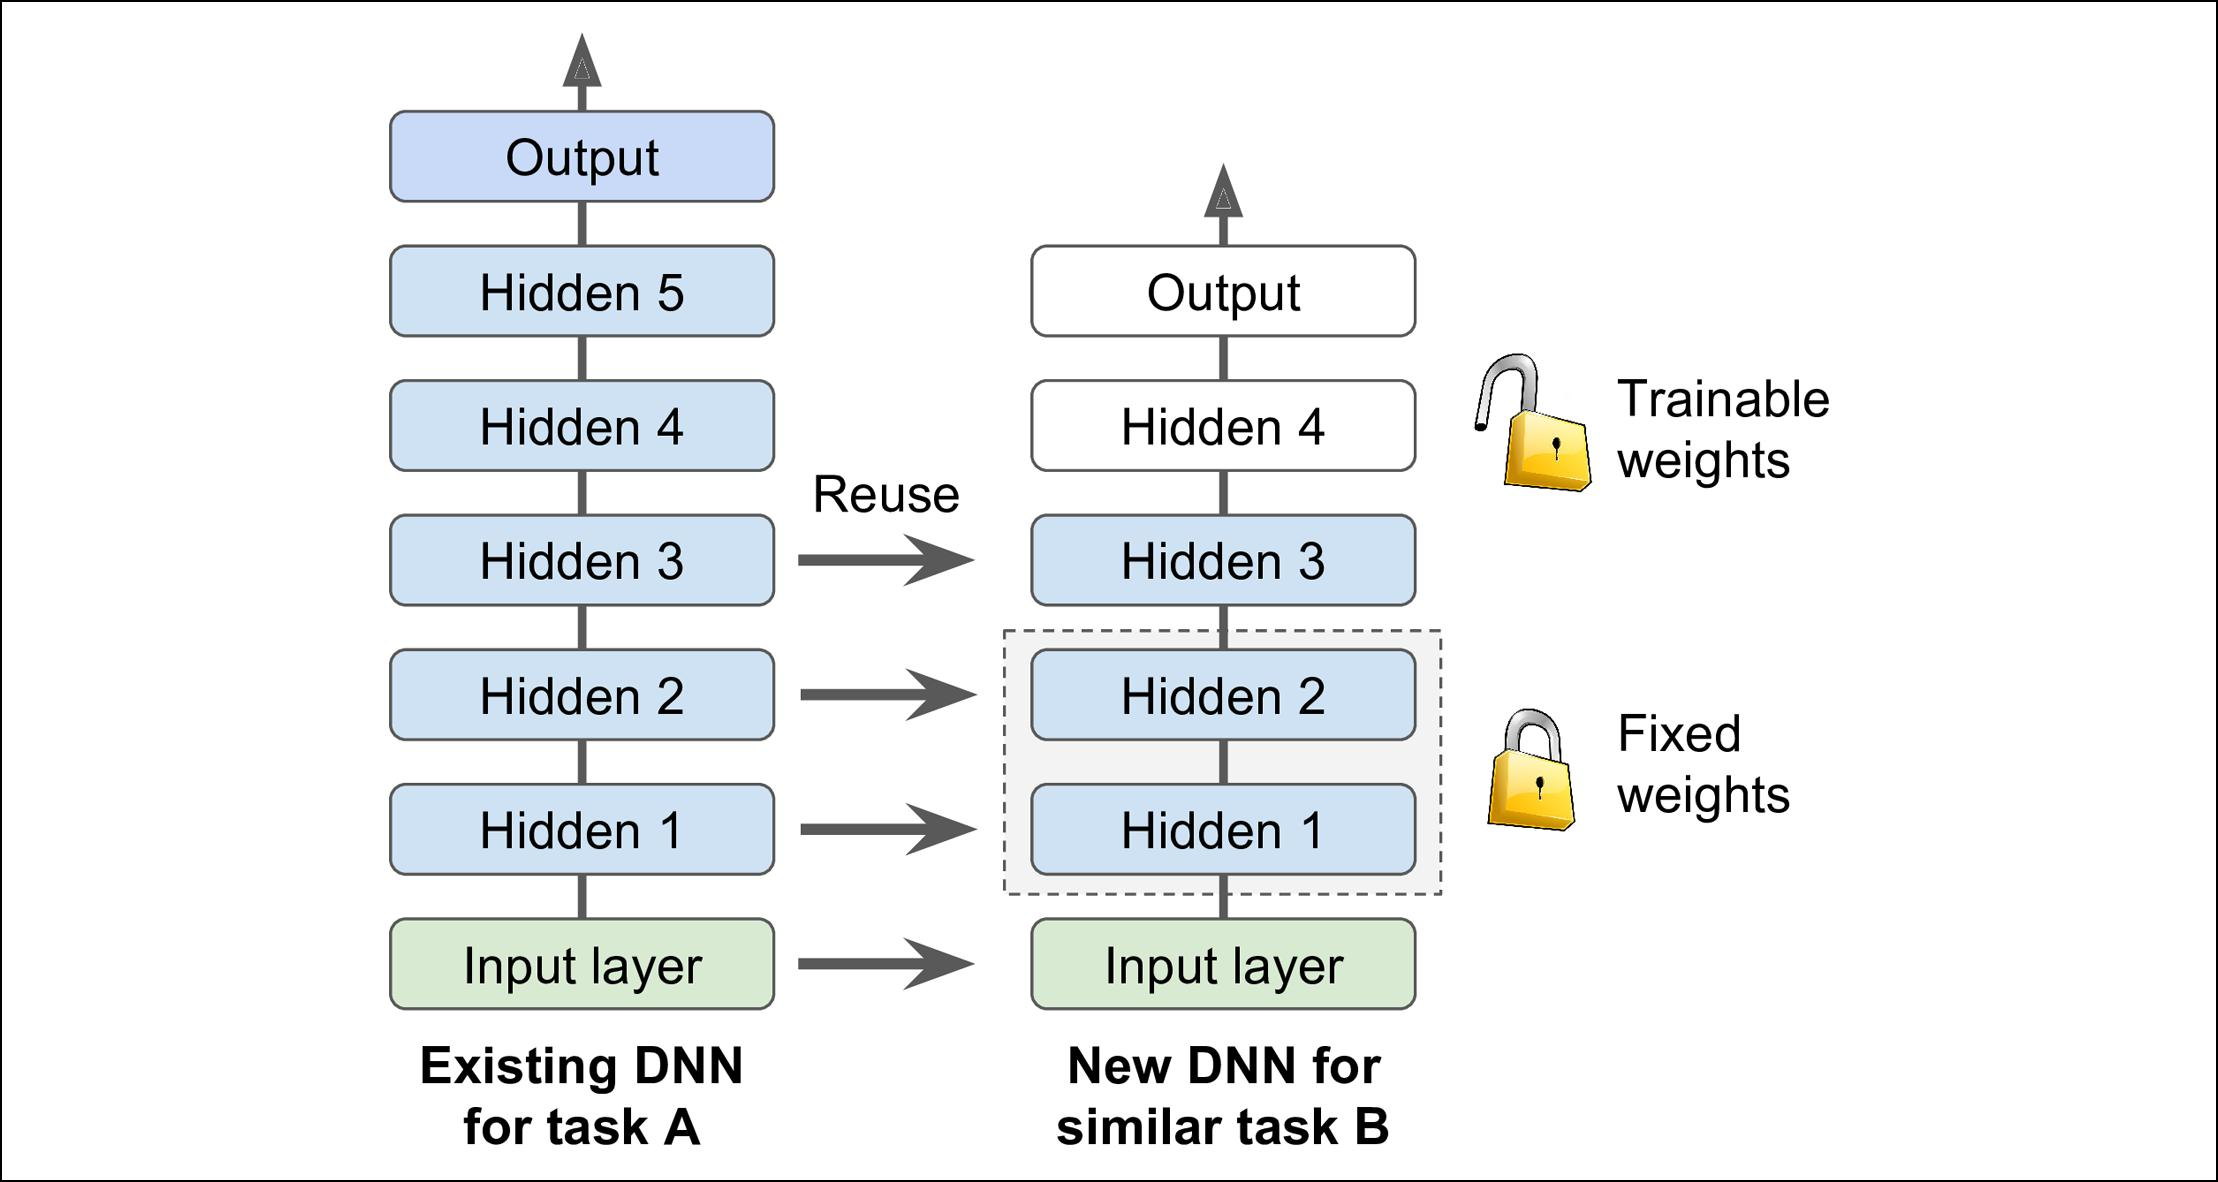 Output
Hidden 5
Hidden 4
Hidden 3
Hidden 2
Hidden 1
Input layer
Existing DNN
for task A
Reuse
Output
Hidden 4
Hidden 3
Hidden 2
Hidden 1
Input layer
New DNN for
similar task B
Trainable
weights
Fixed
weights